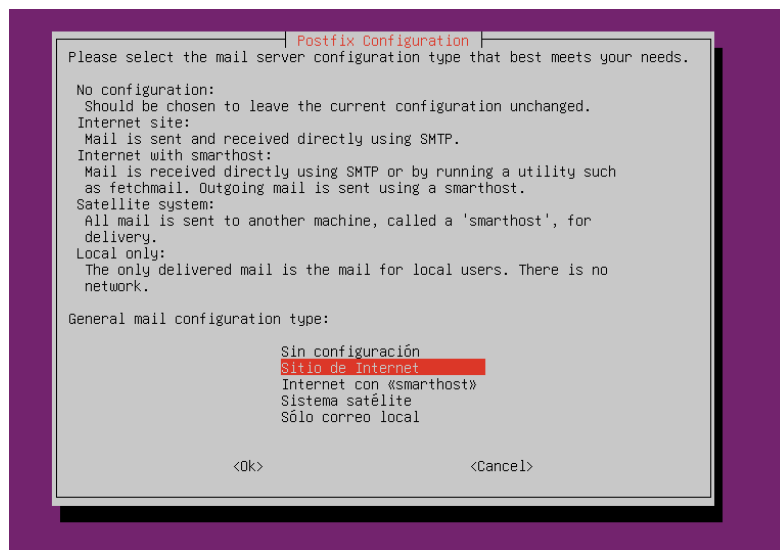 Postfix Configuration
Please select the mail server configuration type that best meets your needs.
No configuration:
Should be chosen to leave the current configuration unchanged.
Internet site:
Mail is sent and received directly using SMTP.
Internet with smarthost:
Mail is received directly using SMTP or by running a utility such
as fetchmail. Outgoing mail is sent using a smarthost.
Satellite system:
All mail is sent to another machine, called a 'smarthost', for
delivery.
Local only:
The only delivered mail is the mail for local users. There is no
network.
General mail configuration type:
Sin configuración
Sitio de Internet
Internet con «smarthost»
Sistema satélite
Sólo correo local
<Ok> <Cancel>